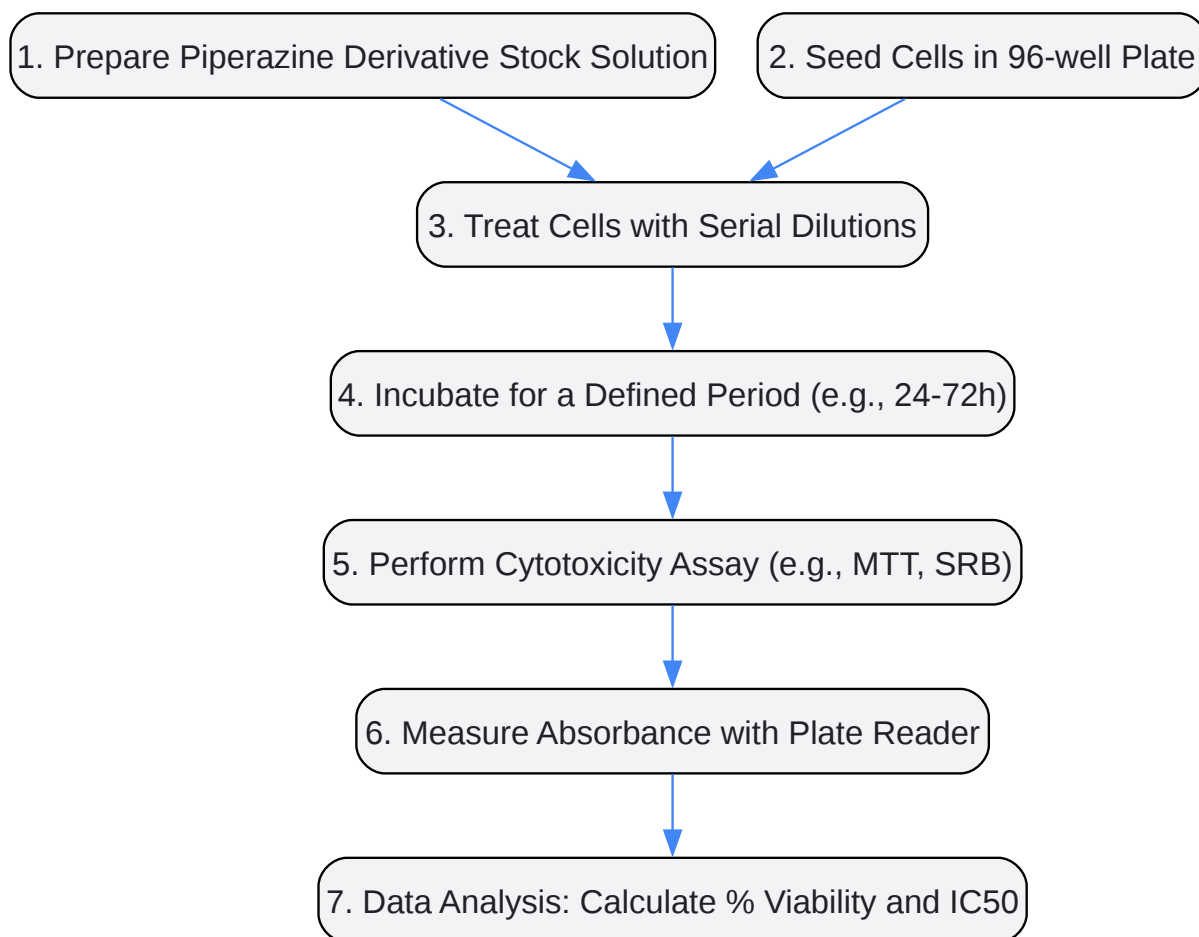 1. Prepare Piperazine Derivative Stock Solution
2. Seed Cells in 96-well Plate
3. Treat Cells with Serial Dilutions
4. Incubate for a Defined Period (e.g., 24-72h)
5. Perform Cytotoxicity Assay (e.g., MTT, SRB)
6. Measure Absorbance with Plate Reader
7. Data Analysis: Calculate % Viability and IC50